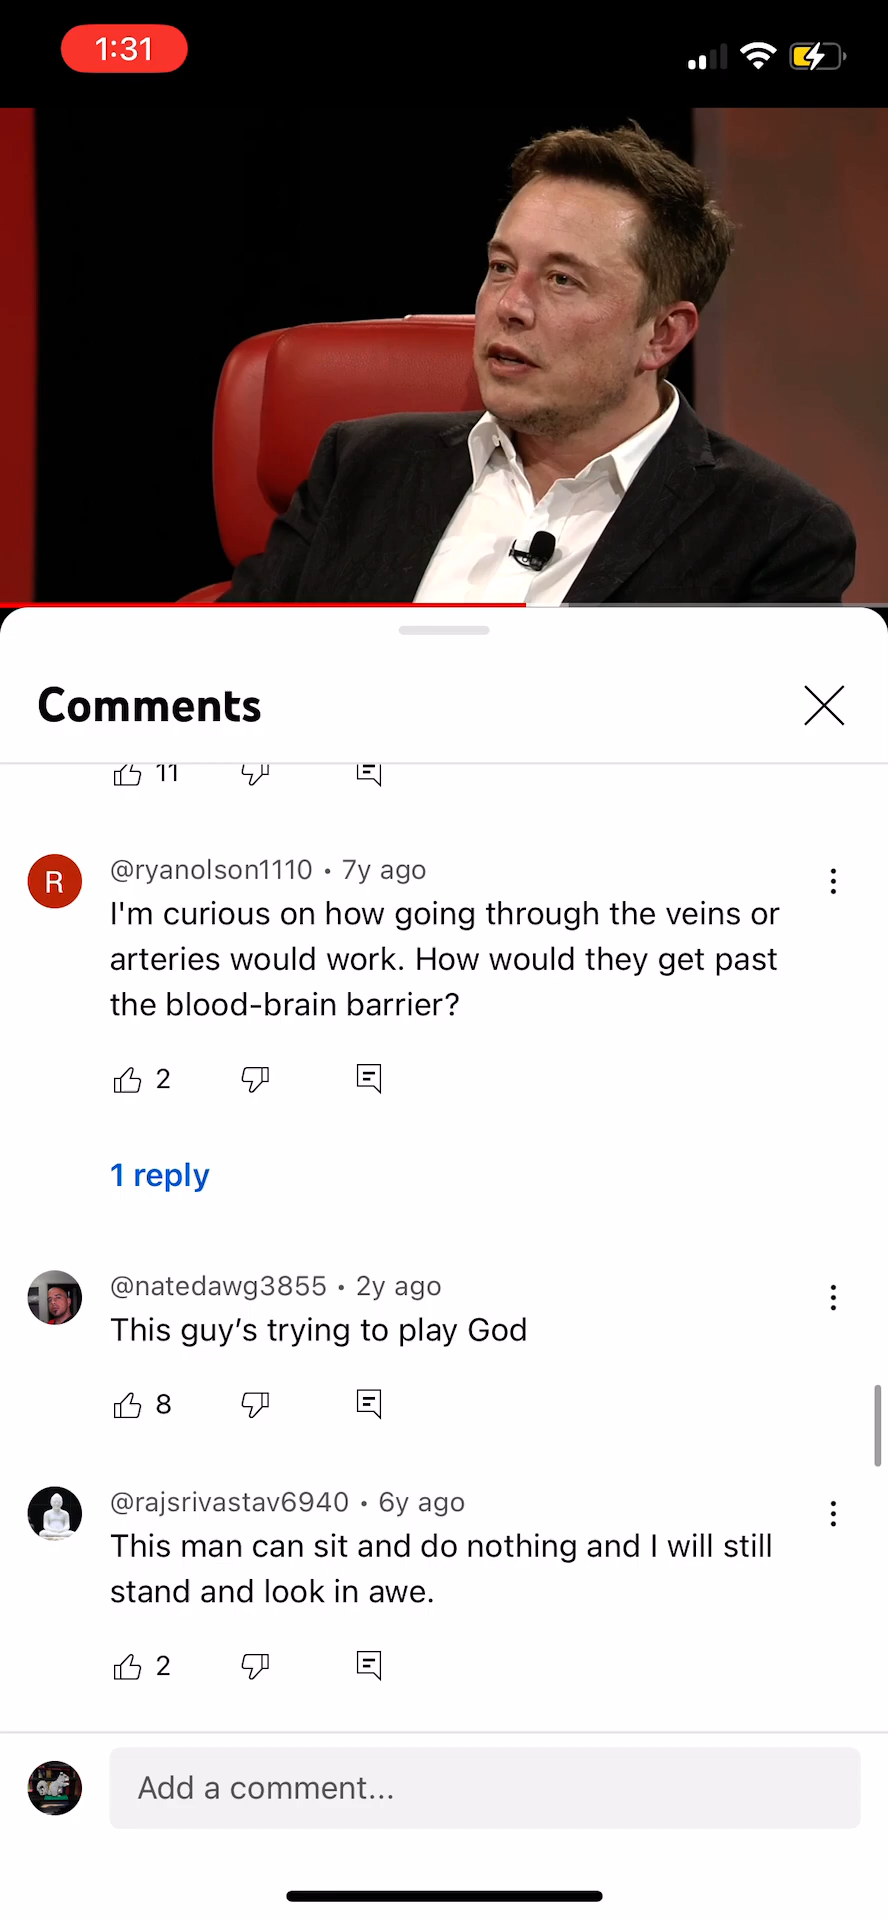 1:31
Comments
11
R
@ryanolson1110 • 7y ago
I'm curious on how going through the veins or
arteries would work. How would they get past
the blood-brain barrier?
2
1 reply
@natedawg3855 • 2y ago
This guy’s trying to play God
8
@rajsrivastav6940 • 6y ago
This man can sit and do nothing and I will still
stand and look in awe.
2
Add a comment...